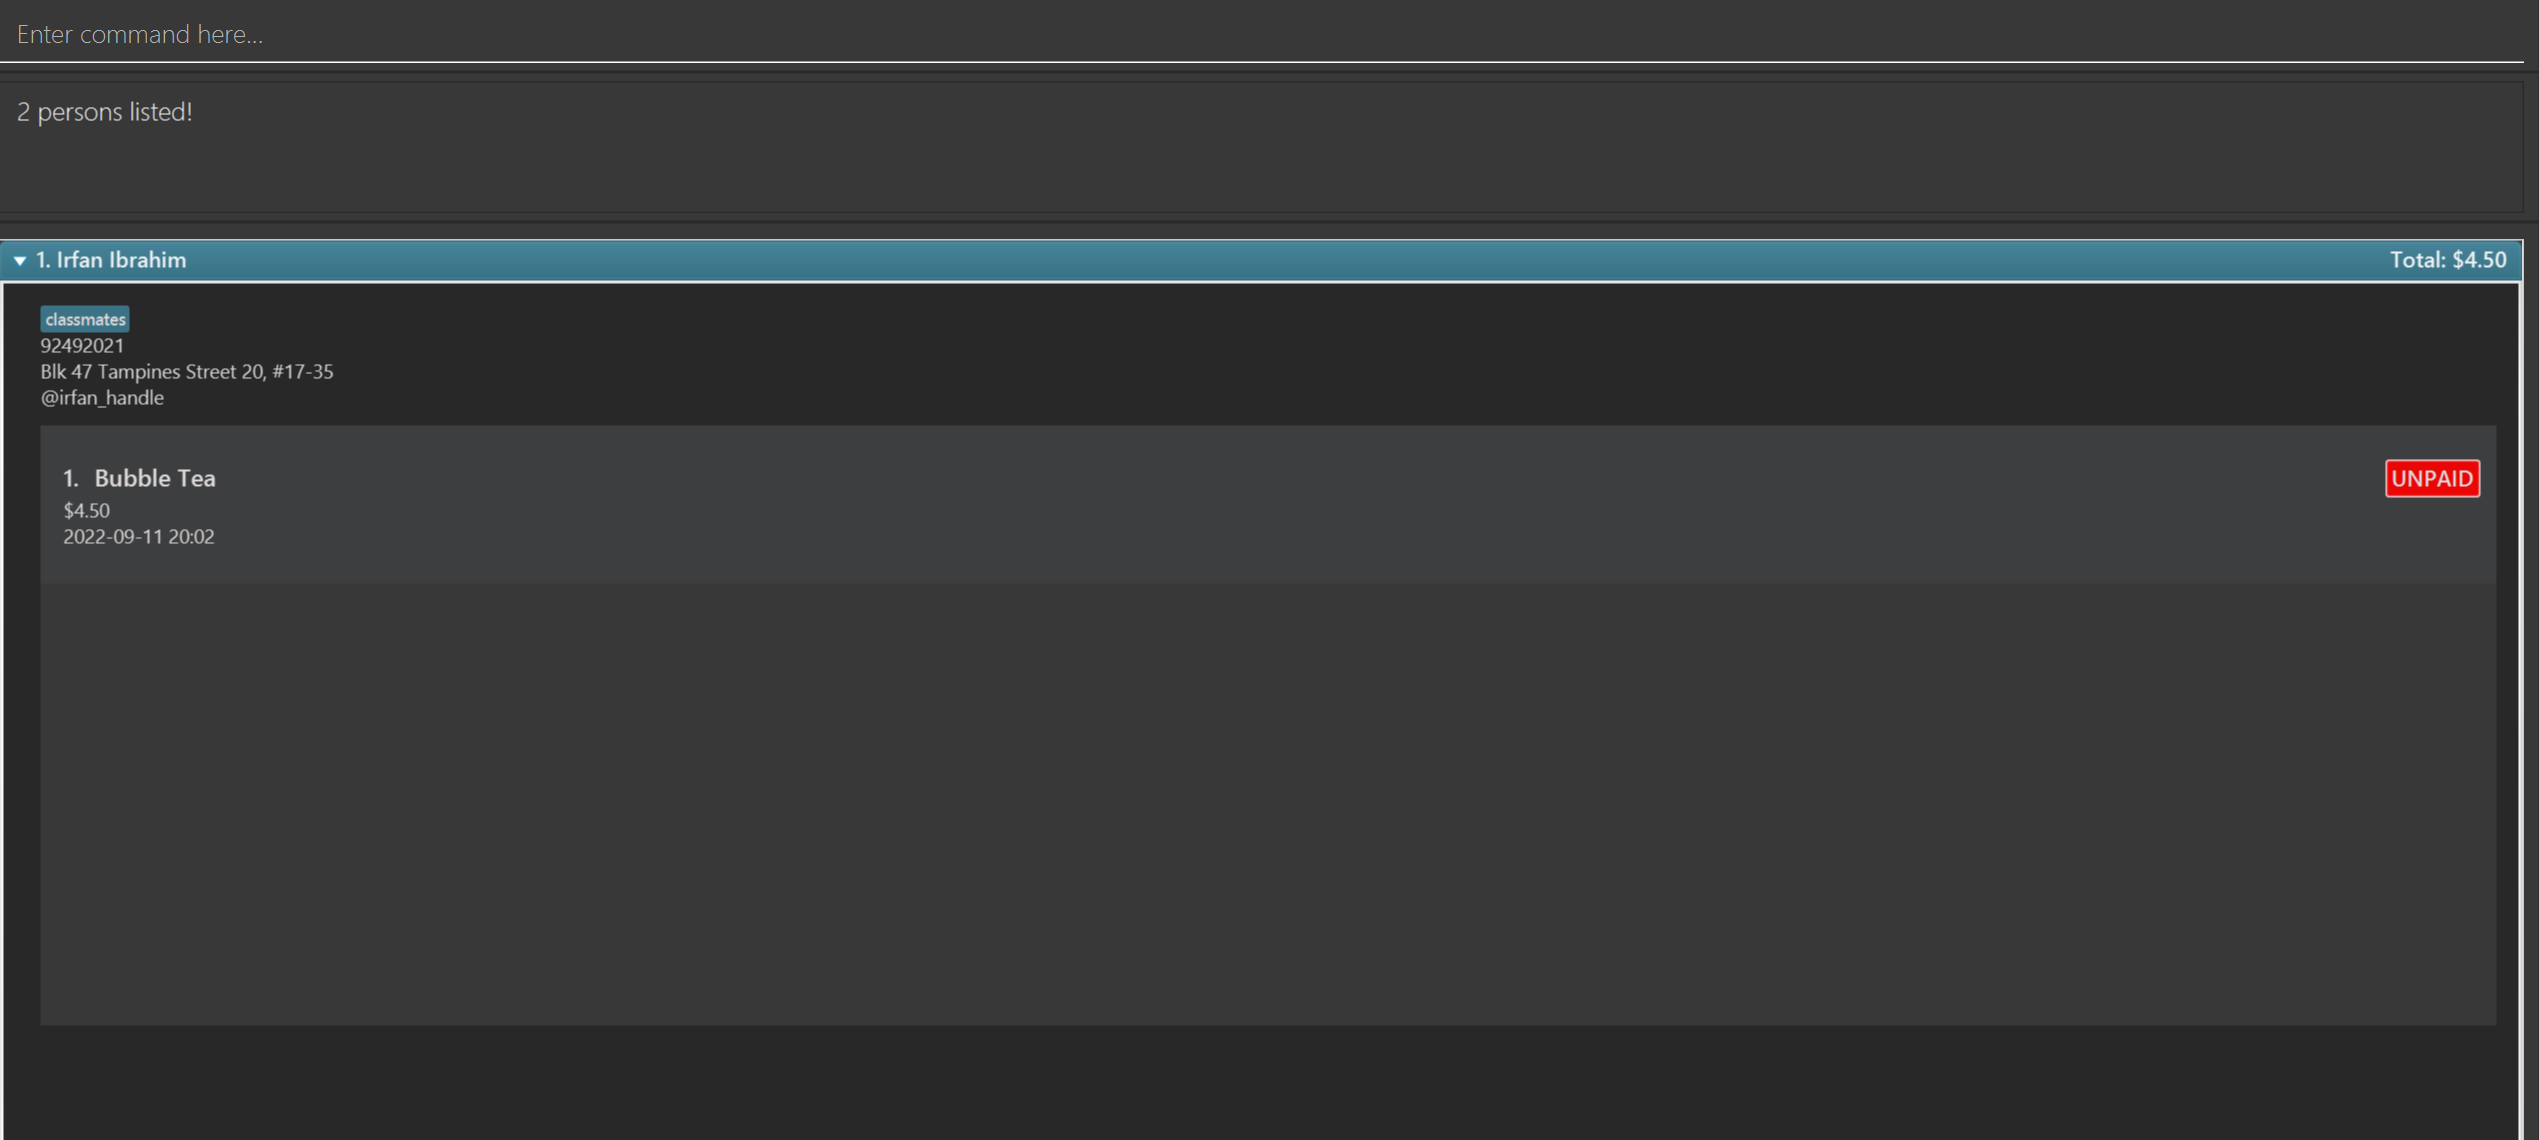 Enter command here...
2 persons listed!
1. Irfan Ibrahim Total: $4.50
classmates
92492021
Blk 47 Tampines Street 20, #17-35
@irfan_handle
1. Bubble Tea UNPAID
$4.50
2022-09-11 20:02